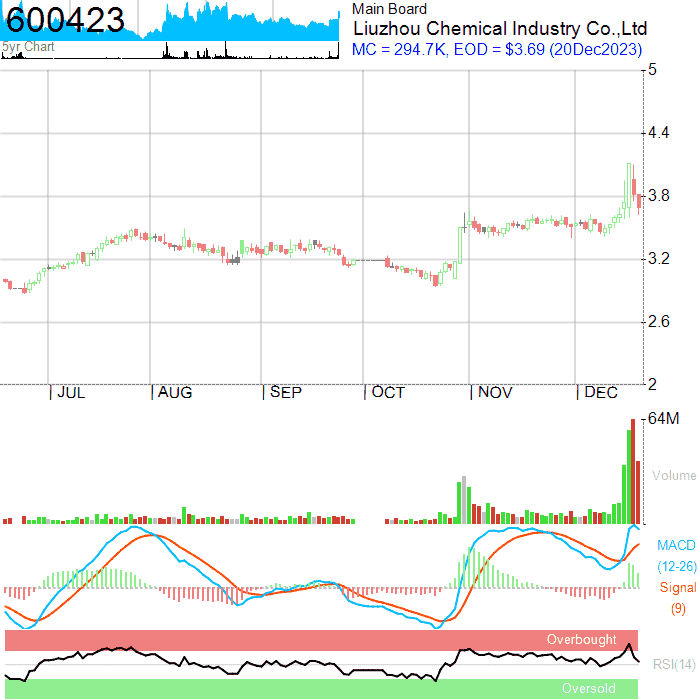 600423
Main Board
Liuzhou Chemical Industry Co.,Ltd
MC = 294.7K, EOD = $3.69 (20Dec2023)
5yr Chart
5
4.4
3.8
3.2
2.6
2
JUL
AUG
SEP
OCT
NOV
DEC
64M
Volume
MACD
(12-26)
Signal
(9)
Overbought
RSI(14)
Oversold